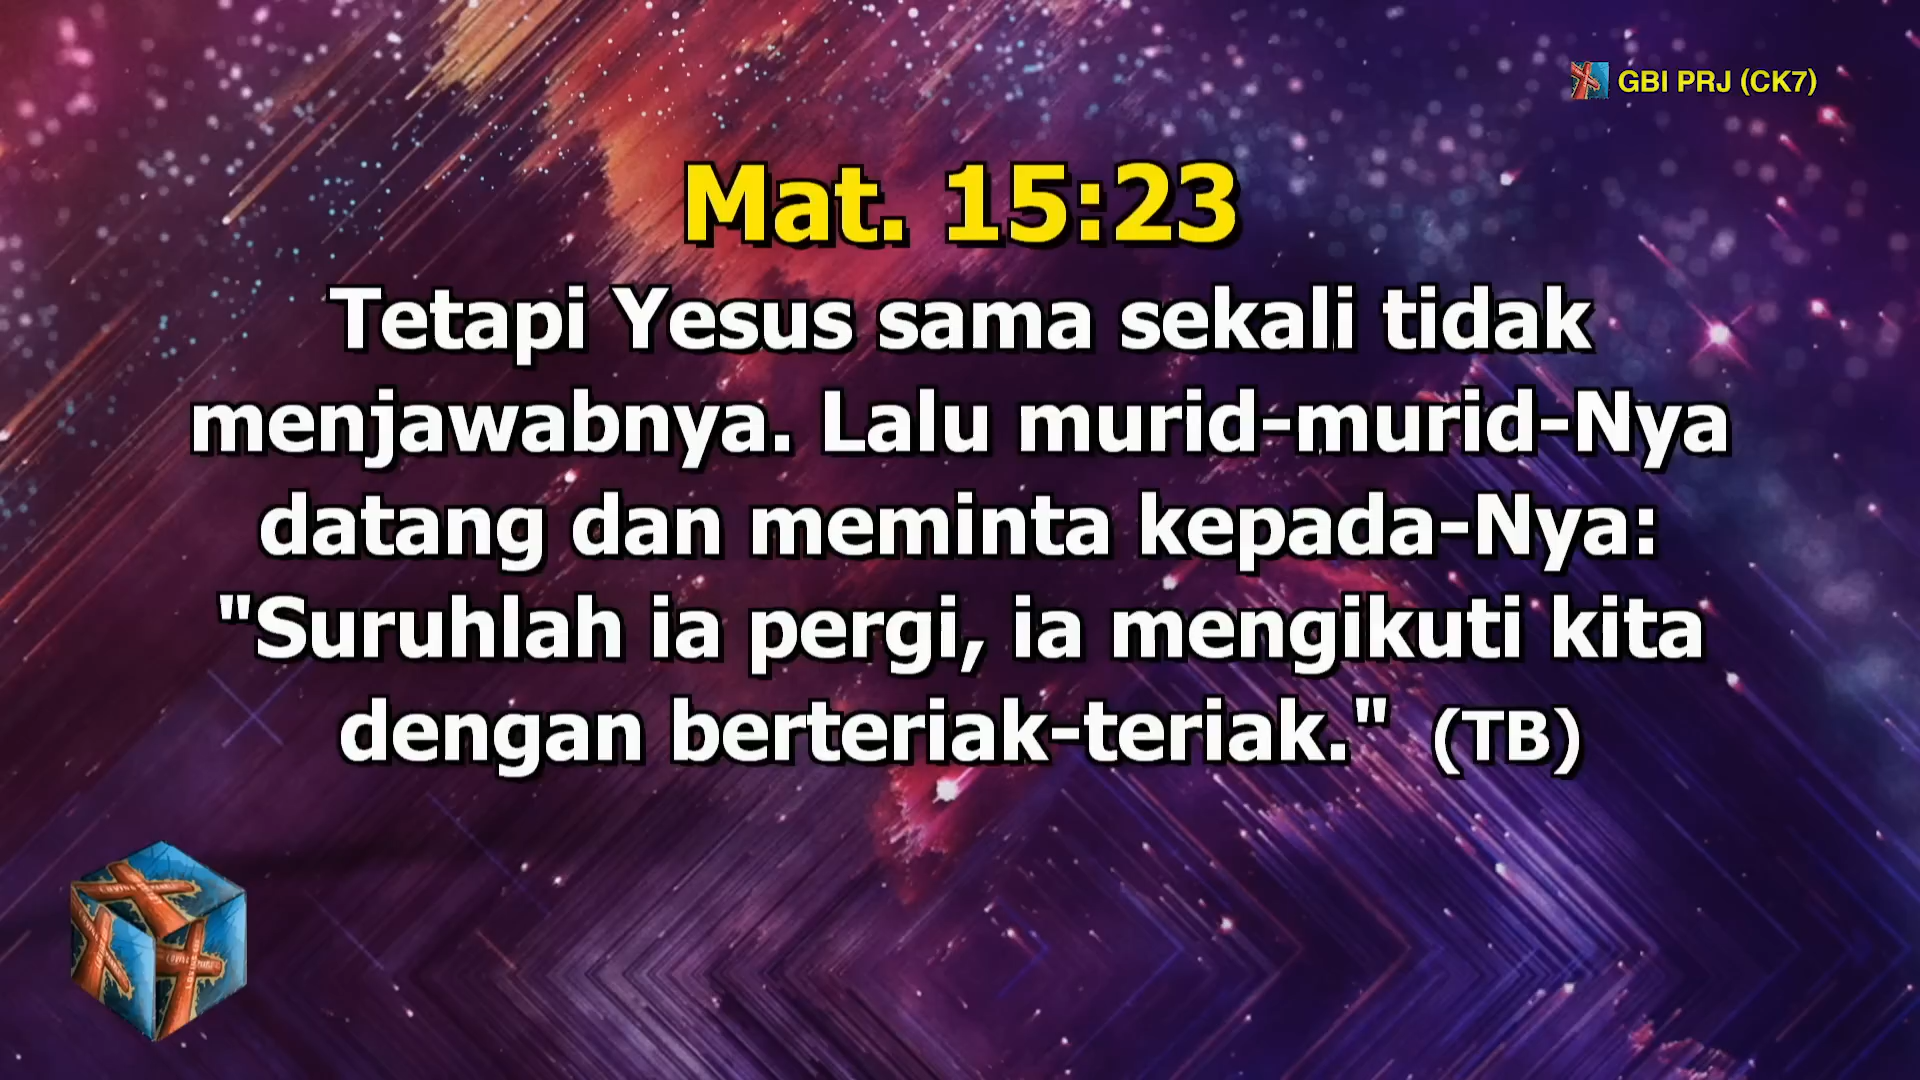 GBI PRJ (CK7)
Mat. 15:23
Tetapi Yesus sama sekali tidak
menjawabnya. Lalu murid-murid-Nya
datang dan meminta kepada-Nya:
"Suruhlah ia pergi, ia mengikuti kita
dengan berteriak-teriak." (TB)